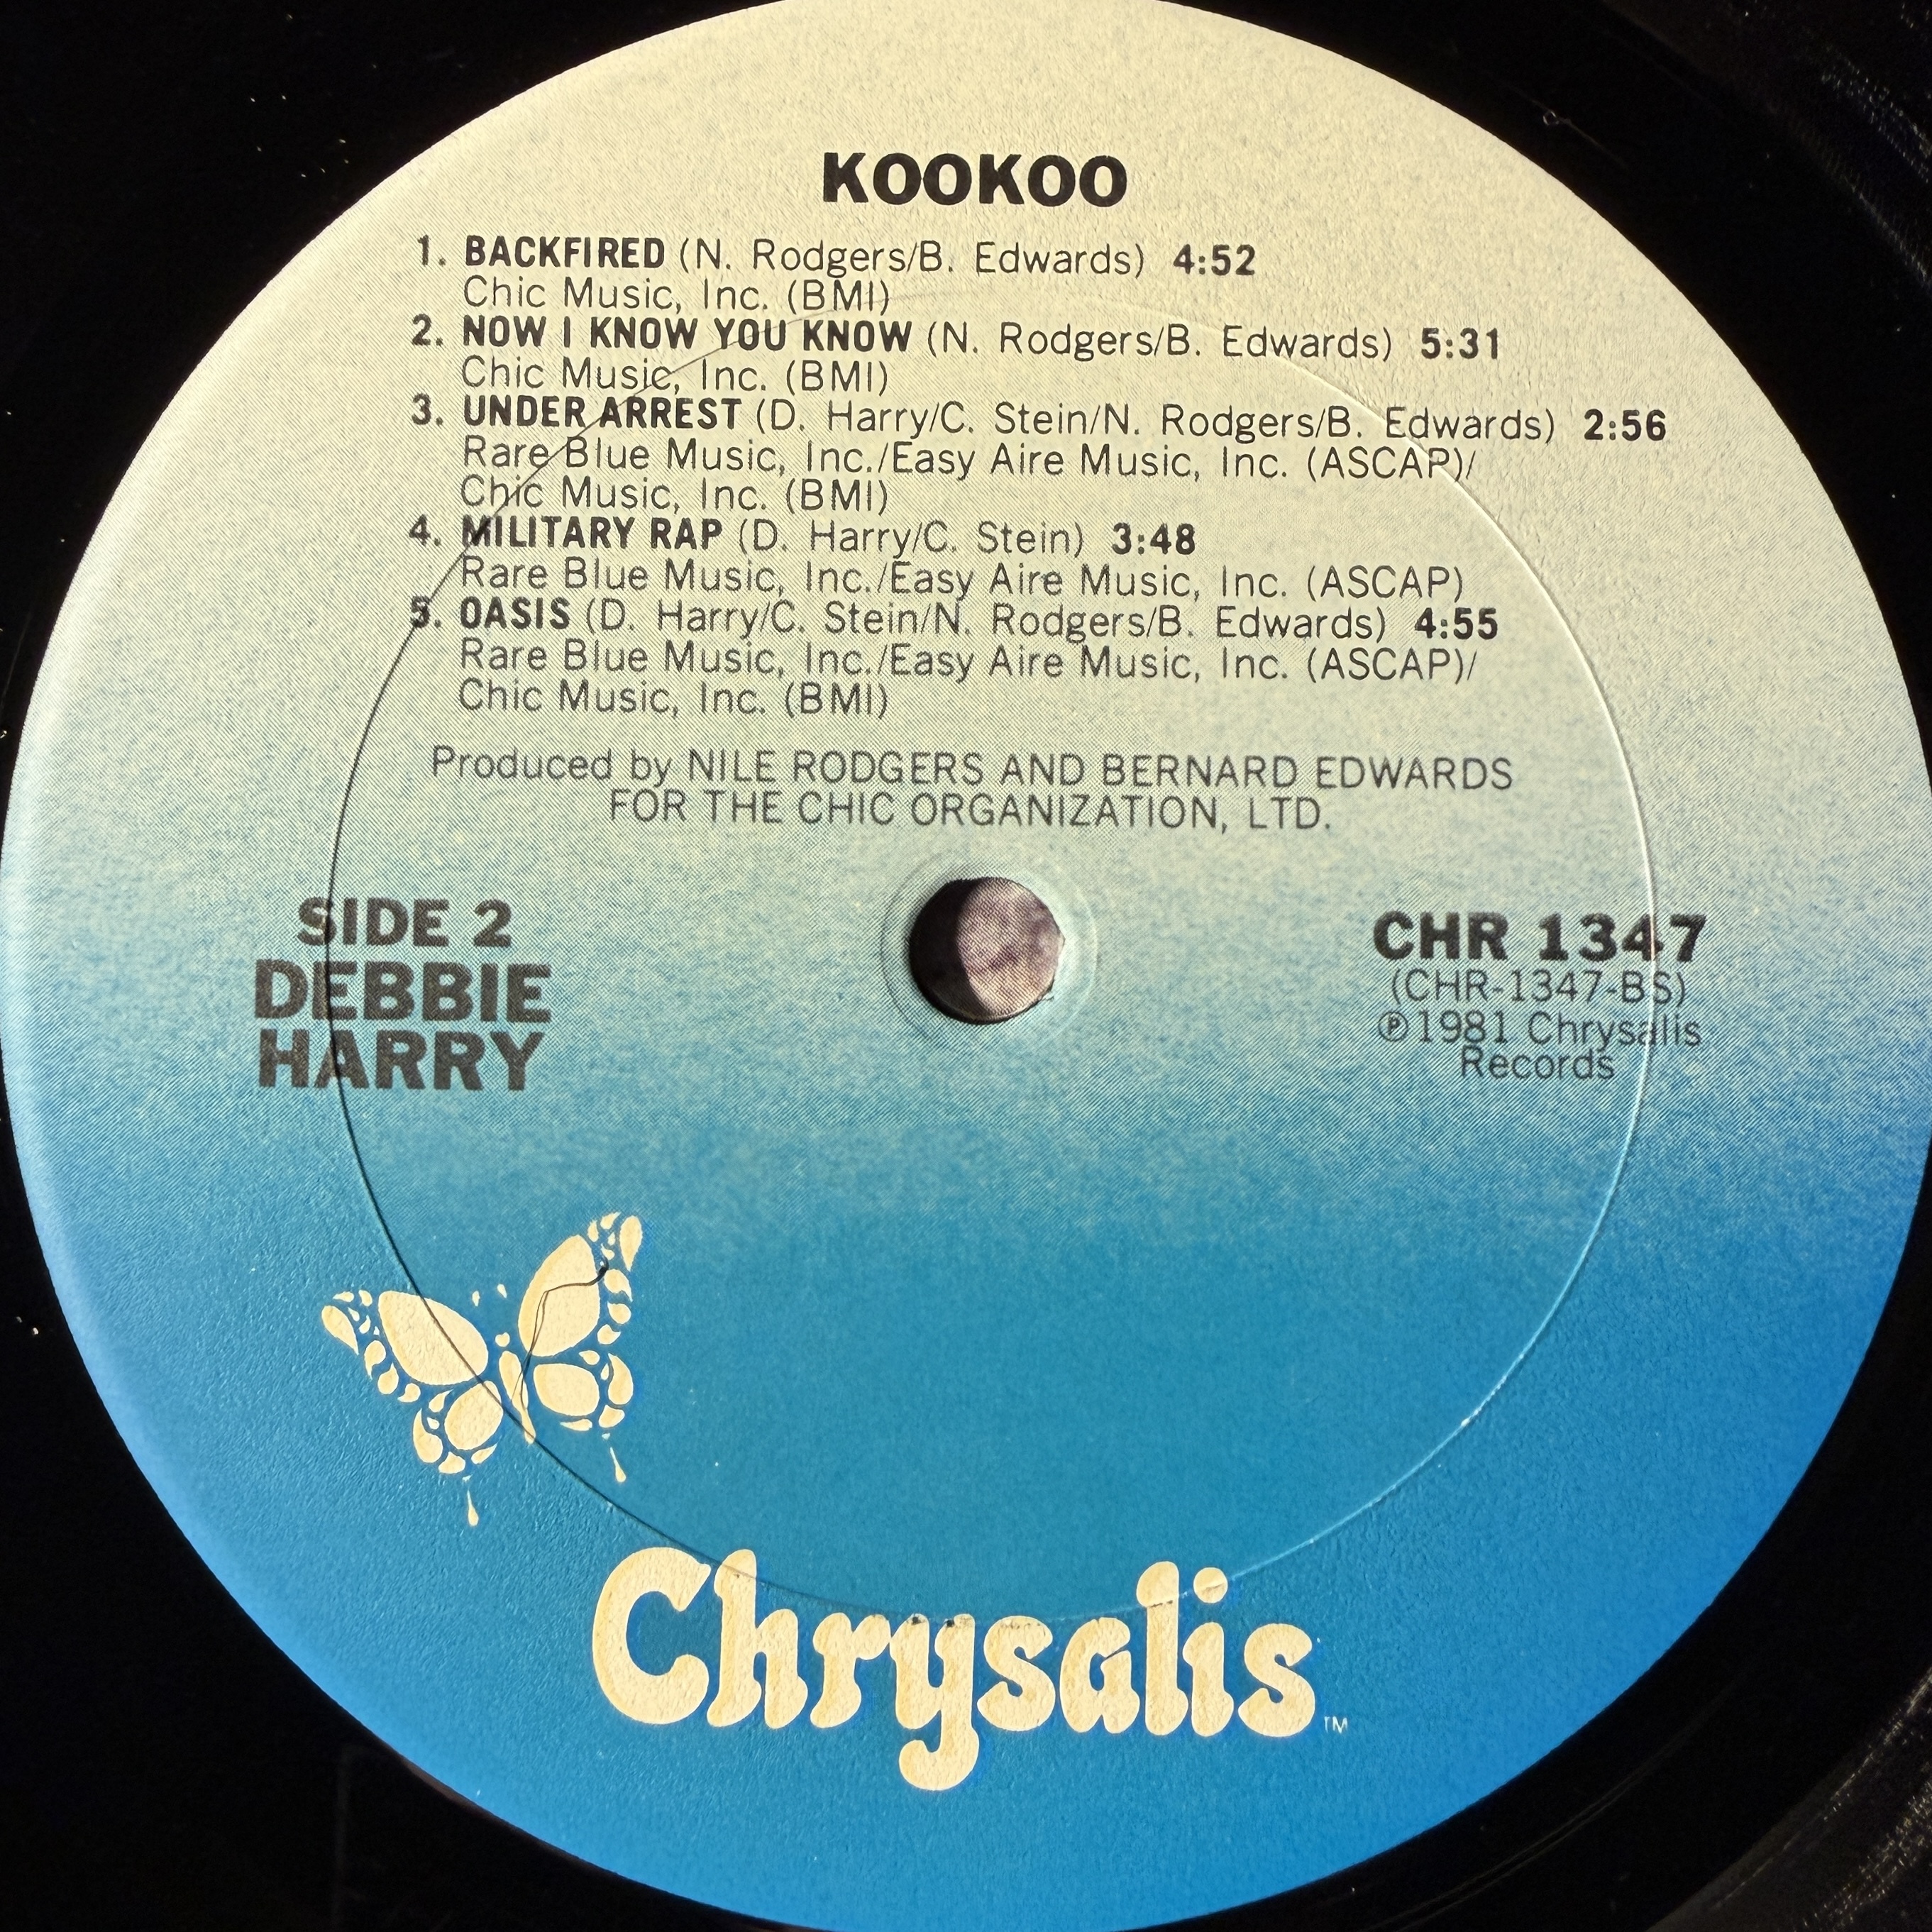 KOOKOO
1. BACKFIRED (N. Rodgers/B. Edwards) 4:52
Chic Music, Inc. (BMI)
2. NOW I KNOW YOU KNOW (N. Rodgers/B. Edwards) 5:31
Chic Music, Inc. (BMI)
3. UNDER ARREST (D. Harry/C. Stein/N. Rodgers/B. Edwards) 2:56
Rare Blue Music, Inc./Easy Aire Music, Inc. (ASCAP)/
Chic Music, Inc. (BMI)
4. MILITARY RAP (D. Harry/C. Stein) 3:48
Rare Blue Music, Inc./Easy Aire Music, Inc. (ASCAP)
5. OASIS (D. Harry/C. Stein/N. Rodgers/B. Edwards) 4:55
Rare Blue Music, Inc./Easy Aire Music, Inc. (ASCAP)/
Chic Music, Inc. (BMI)
Produced by NILE RODGERS AND BERNARD EDWARDS
FOR THE CHIC ORGANIZATION, LTD.
SIDE 2
DEBBIE
HARRY
CHR 1347
(CHR-1347-BS)
℗1981 Chrysalis
Records
Chrysalis™